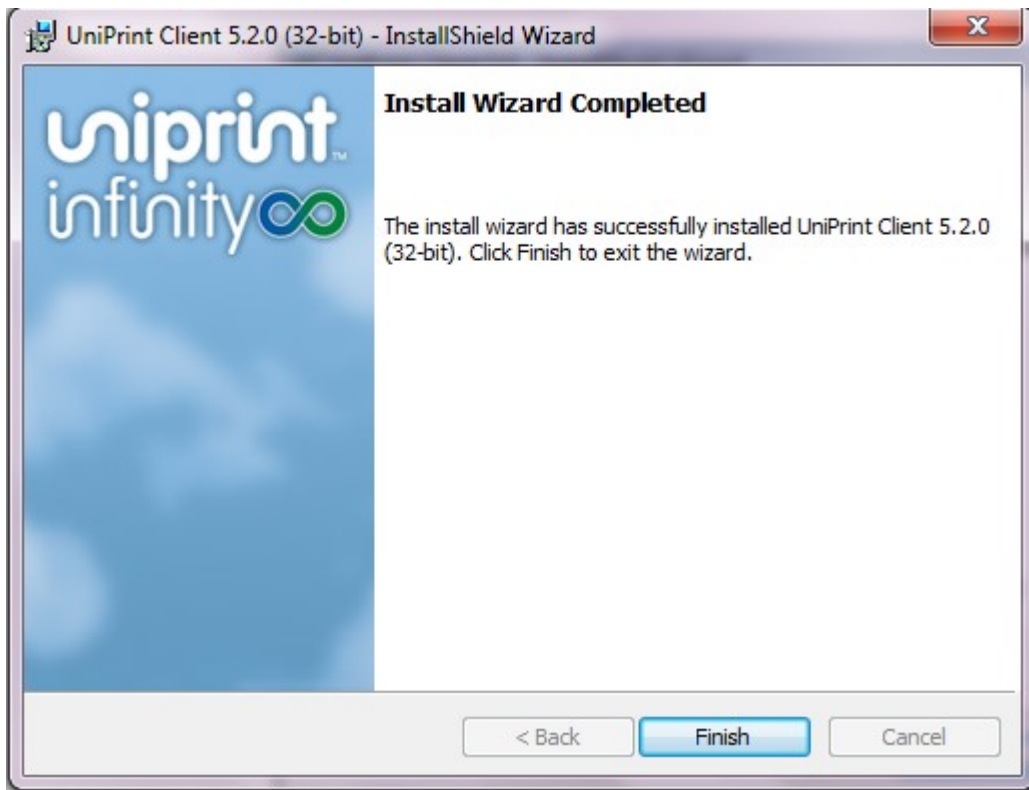 UniPrint Client 5.2.0 (32-bit) - InstallShield Wizard
x
uniprint™
infinity
Install Wizard Completed
The install wizard has successfully installed UniPrint Client 5.2.0
(32-bit). Click Finish to exit the wizard.
< Back
Finish
Cancel